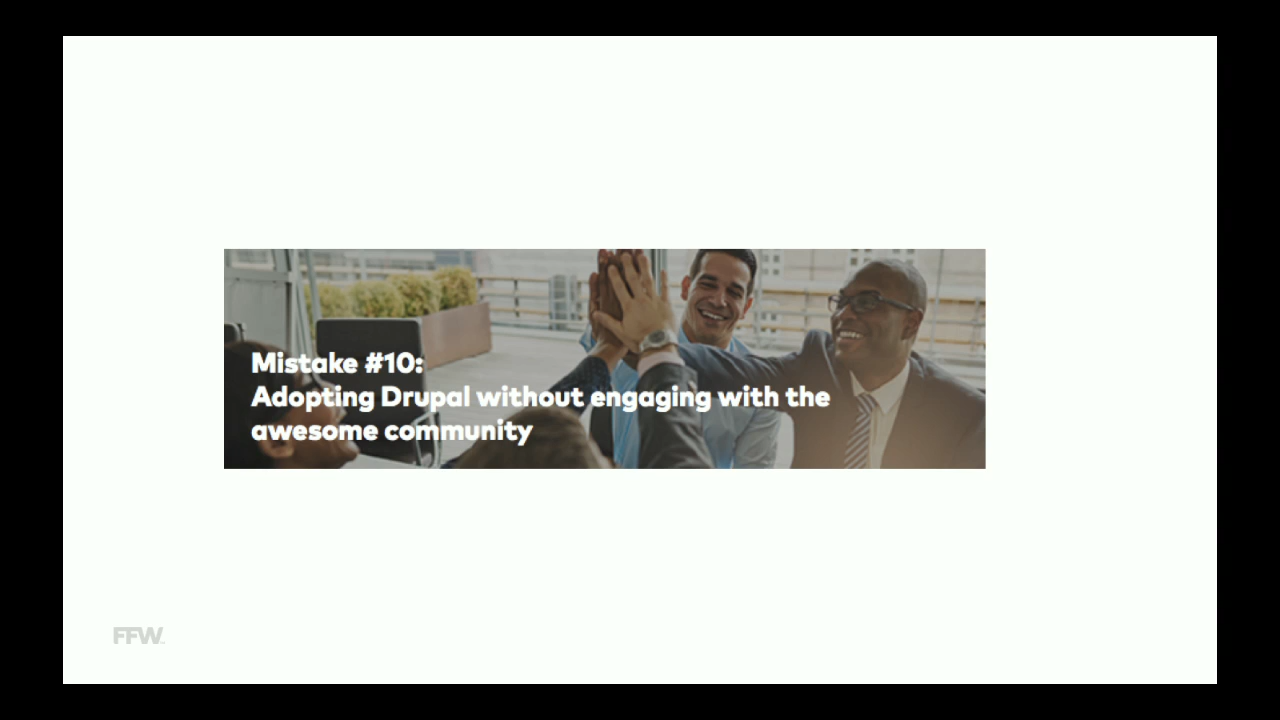 Mistake #10:
Adopting Drupal without engaging with the
awesome community
FFW